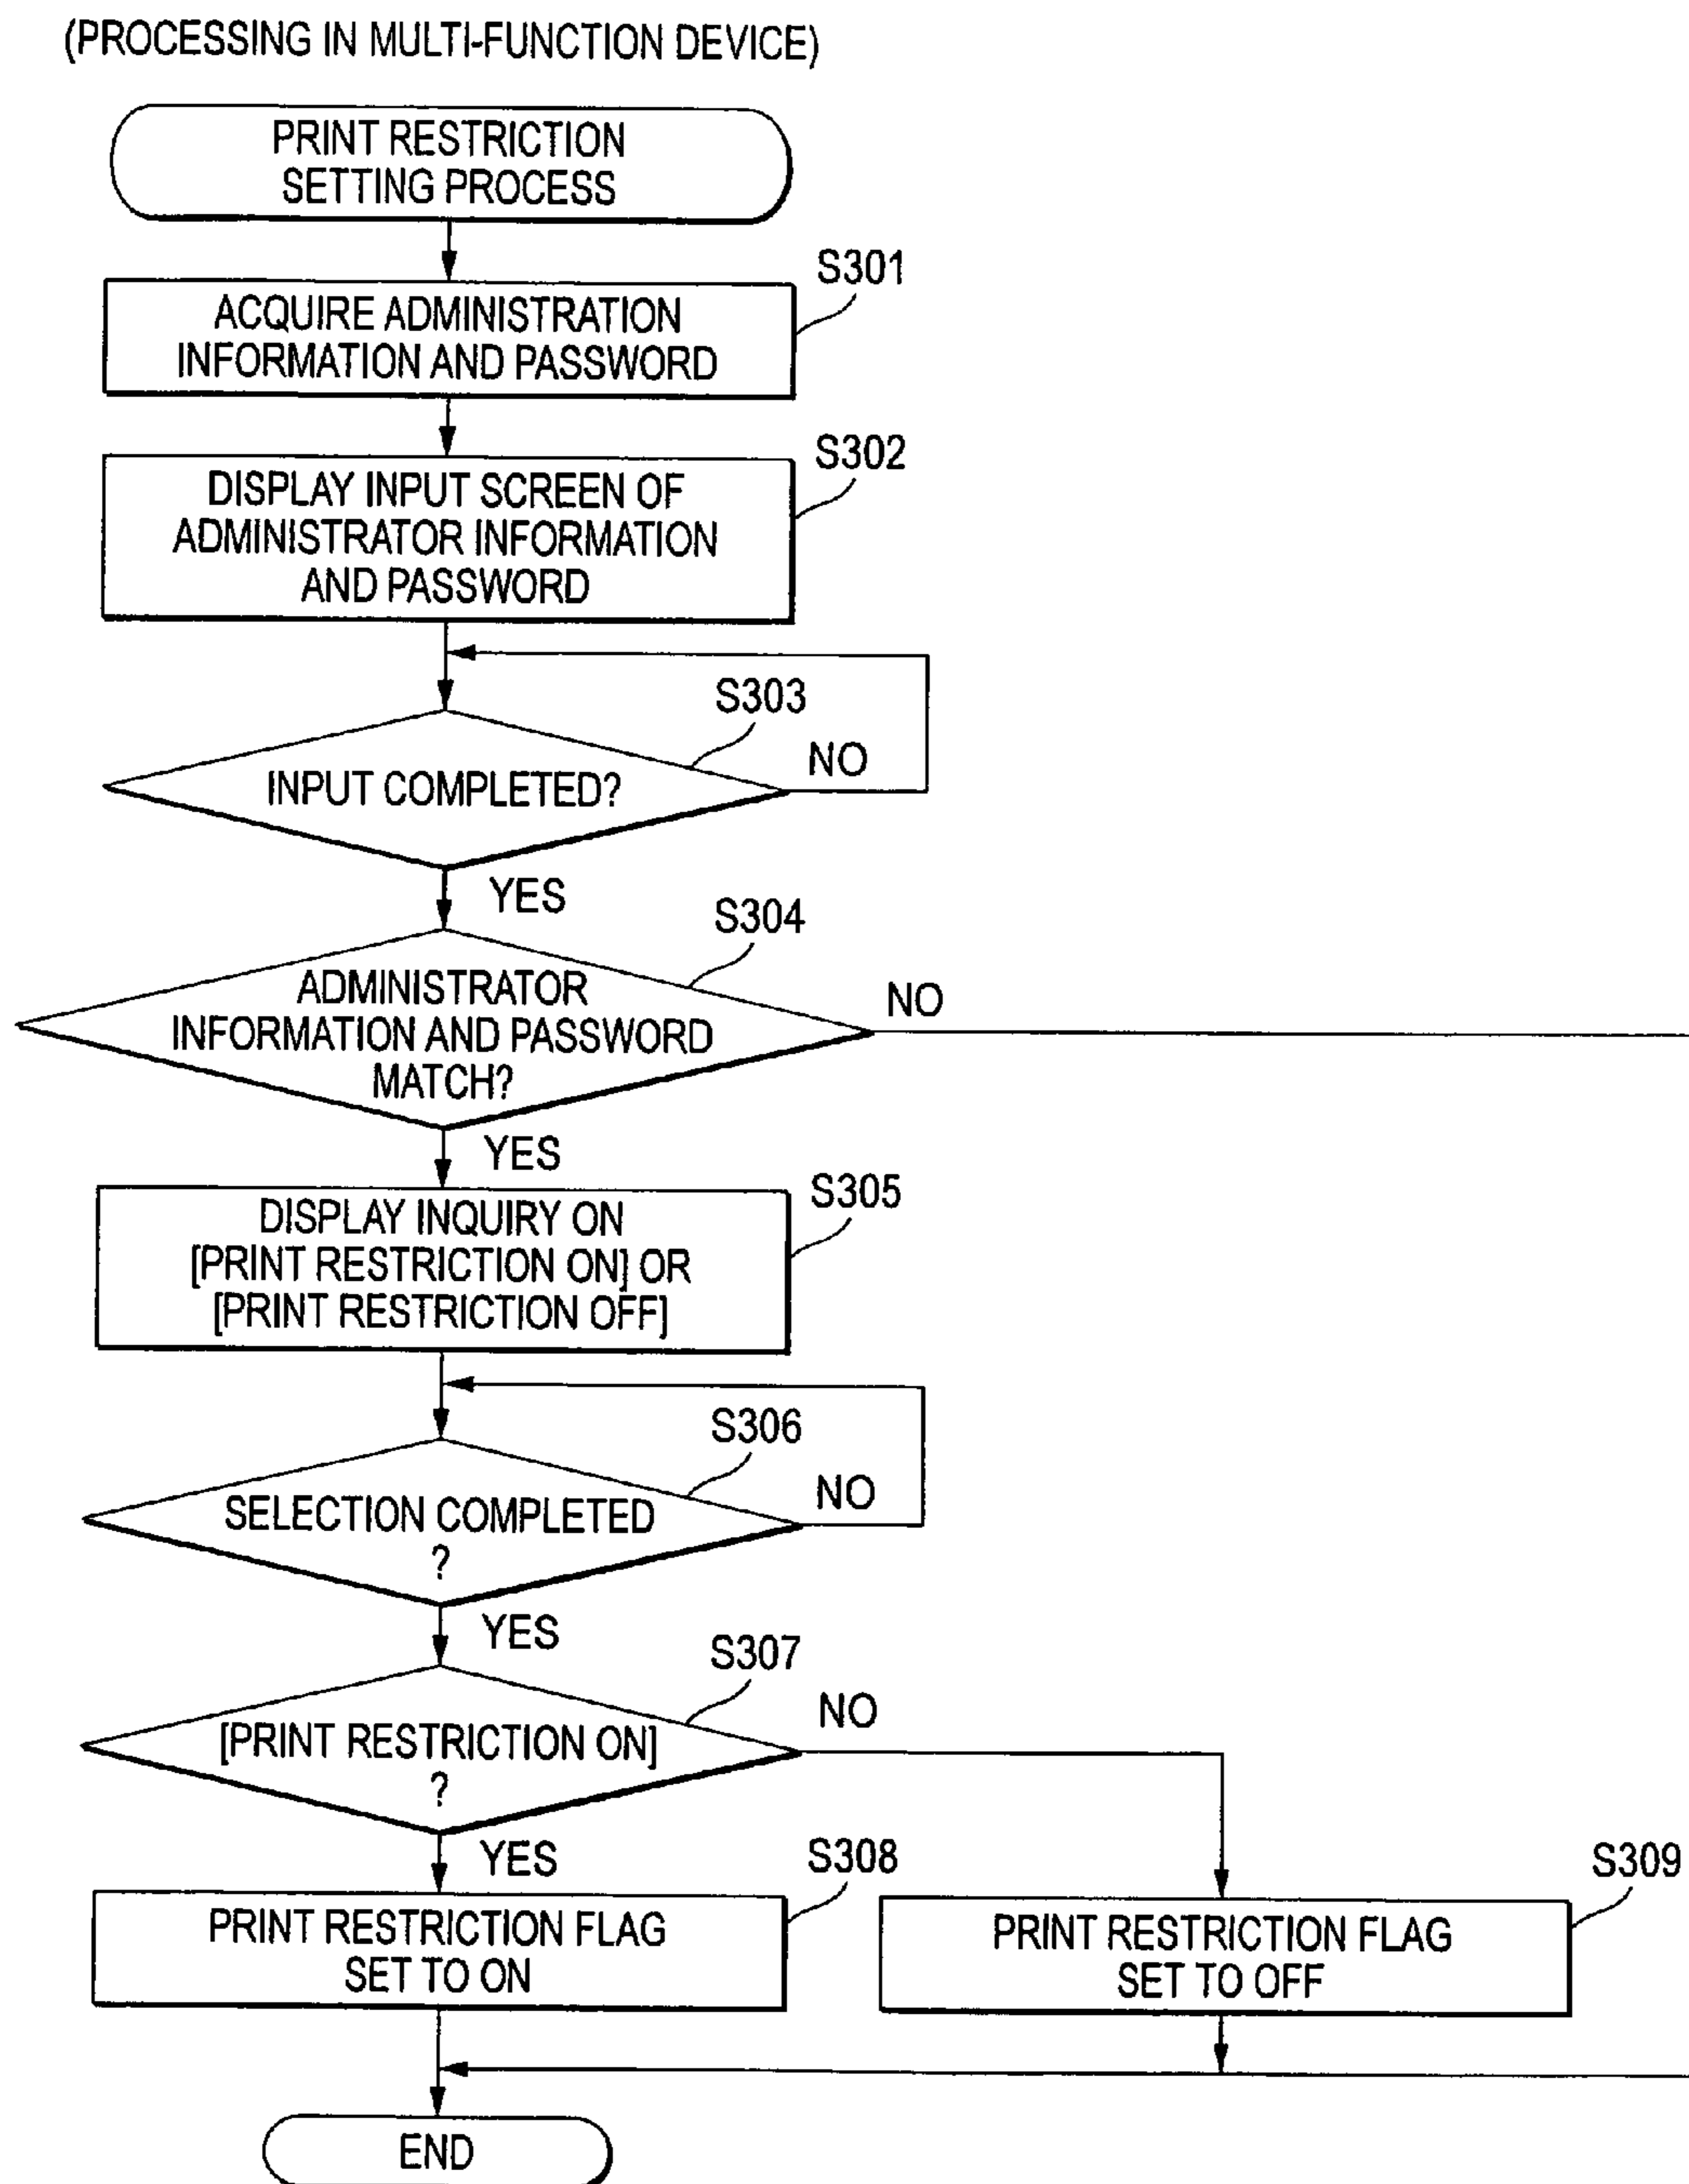 (PROCESSING IN MULTI-FUNCTION DEVICE)
PRINT RESTRICTION
SETTING PROCESS
S301
ACQUIRE ADMINISTRATION
INFORMATION AND PASSWORD
S302
DISPLAY INPUT SCREEN OF
ADMINISTRATOR INFORMATION
AND PASSWORD
S303
INPUT COMPLETED?
NO
YES
S304
ADMINISTRATOR
INFORMATION AND PASSWORD
MATCH?
NO
YES
S305
DISPLAY INQUIRY ON
[PRINT RESTRICTION ON] OR
[PRINT RESTRICTION OFF]
S306
SELECTION COMPLETED
?
NO
YES
S307
[PRINT RESTRICTION ON]
?
NO
YES
S308
PRINT RESTRICTION FLAG
SET TO ON
S309
PRINT RESTRICTION FLAG
SET TO OFF
END